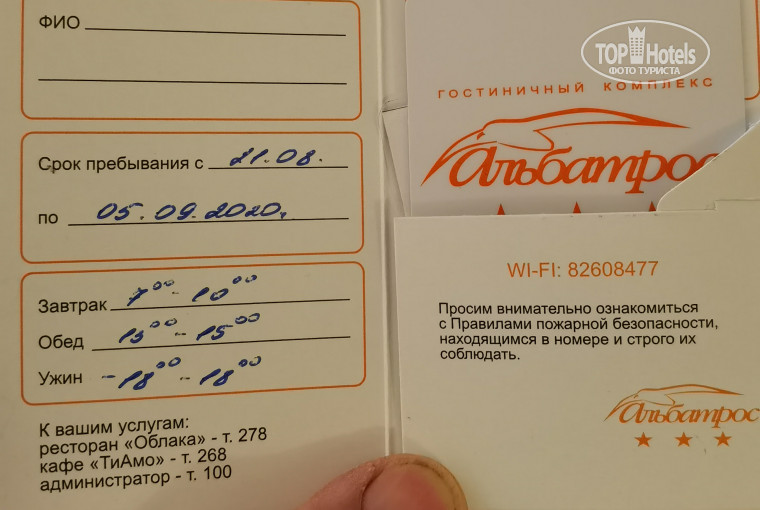 ФИО
Срок пребывания с 21.08.
по 05.09.2020.
Завтрак 7⁰⁰ - 10⁰⁰
Обед 13⁰⁰ - 15⁰⁰
Ужин - 18⁰⁰ - 18⁰⁰
К вашим услугам:
ресторан «Облака» - т. 278
кафе «ТиАмо» - т. 268
администратор - т. 100
TOP Hotels
ФОТО ТУРИСТА
ГОСТИНИЧНЫЙ КОМПЛЕКС
Альбатрос
WI-FI: 82608477
Просим внимательно ознакомиться
с Правилами пожарной безопасности,
находящимся в номере и строго их
соблюдать.
Альбатрос